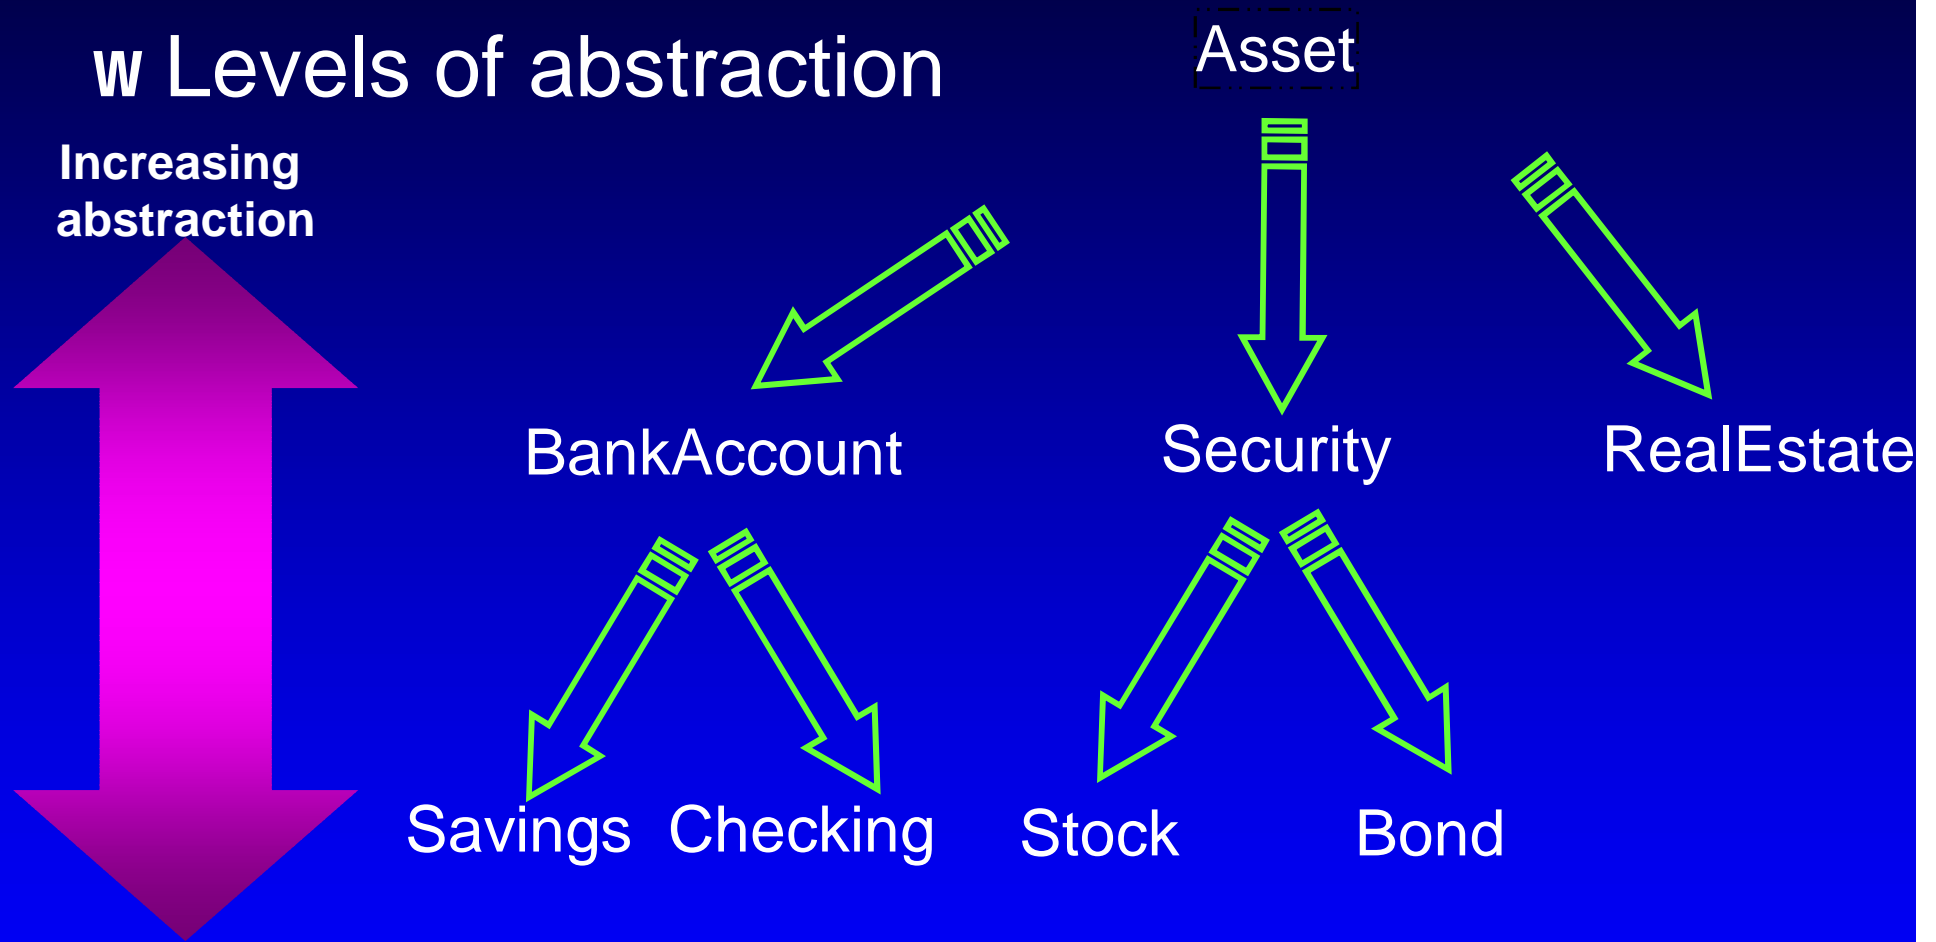 w Levels of abstraction
Asset
Increasing
abstraction
BankAccount
Security
RealEstate
Savings
Checking
Stock
Bond